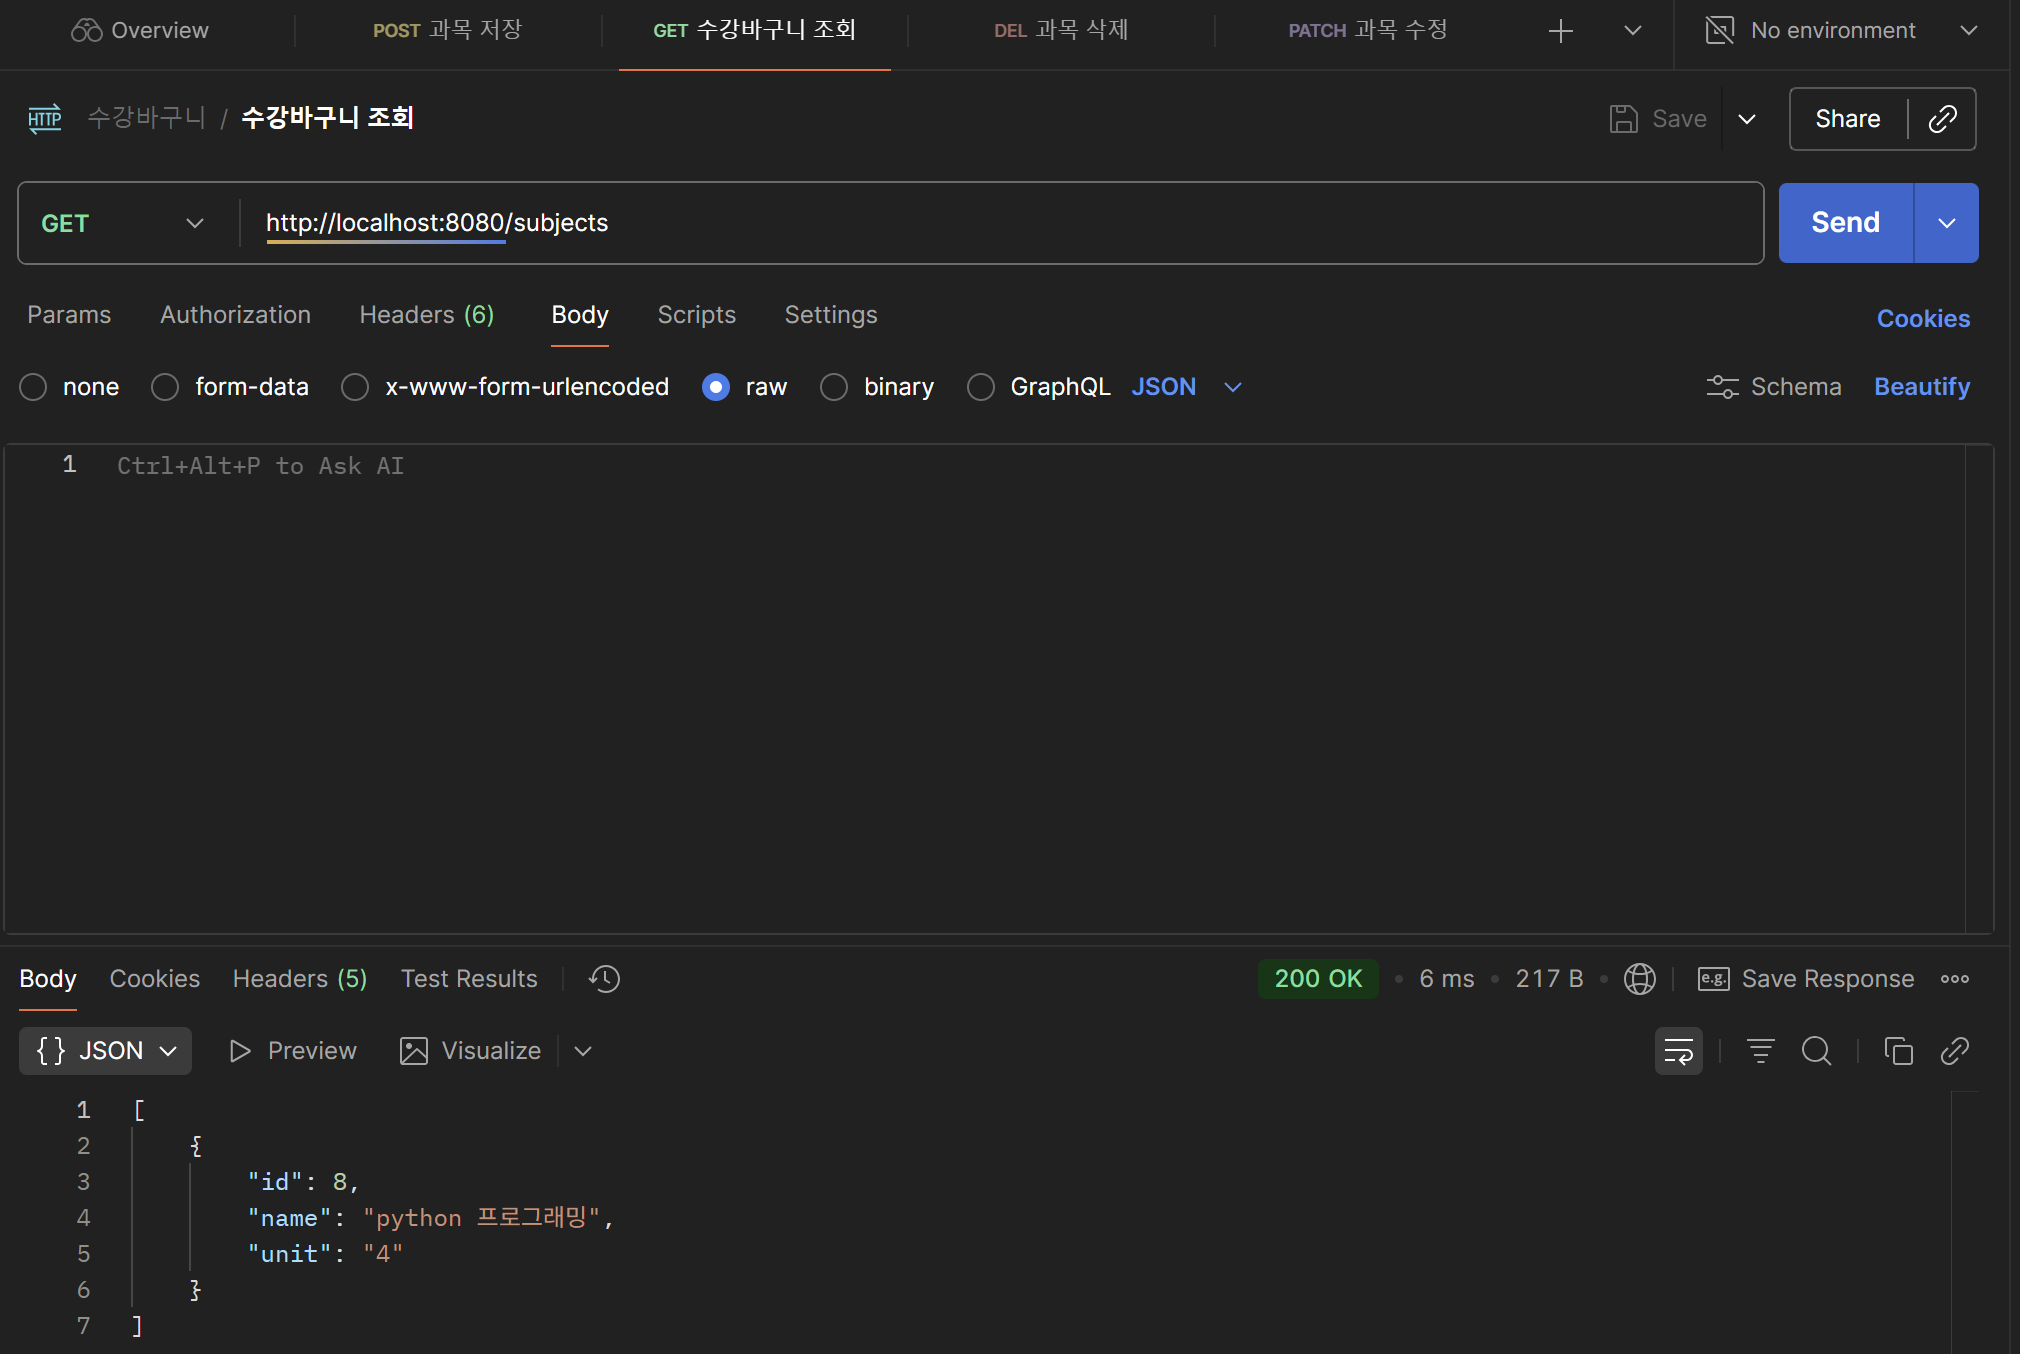 Overview
POST 과목 저장
GET 수강바구니 조회
DEL 과목 삭제
PATCH 과목 수정
No environment
HTTP 수강바구니 / 수강바구니 조회
Save
Share
GET http://localhost:8080/subjects
Send
Params Authorization Headers (6) Body Scripts Settings
Cookies
none form-data x-www-form-urlencoded raw binary GraphQL JSON
Schema Beautify
1 Ctrl+Alt+P to Ask AI
Body Cookies Headers (5) Test Results
200 OK • 6 ms • 217 B • e.g. Save Response
{} JSON Preview Visualize
1 [
2 {
3 "id": 8,
4 "name": "python 프로그래밍",
5 "unit": "4"
6 }
7 ]